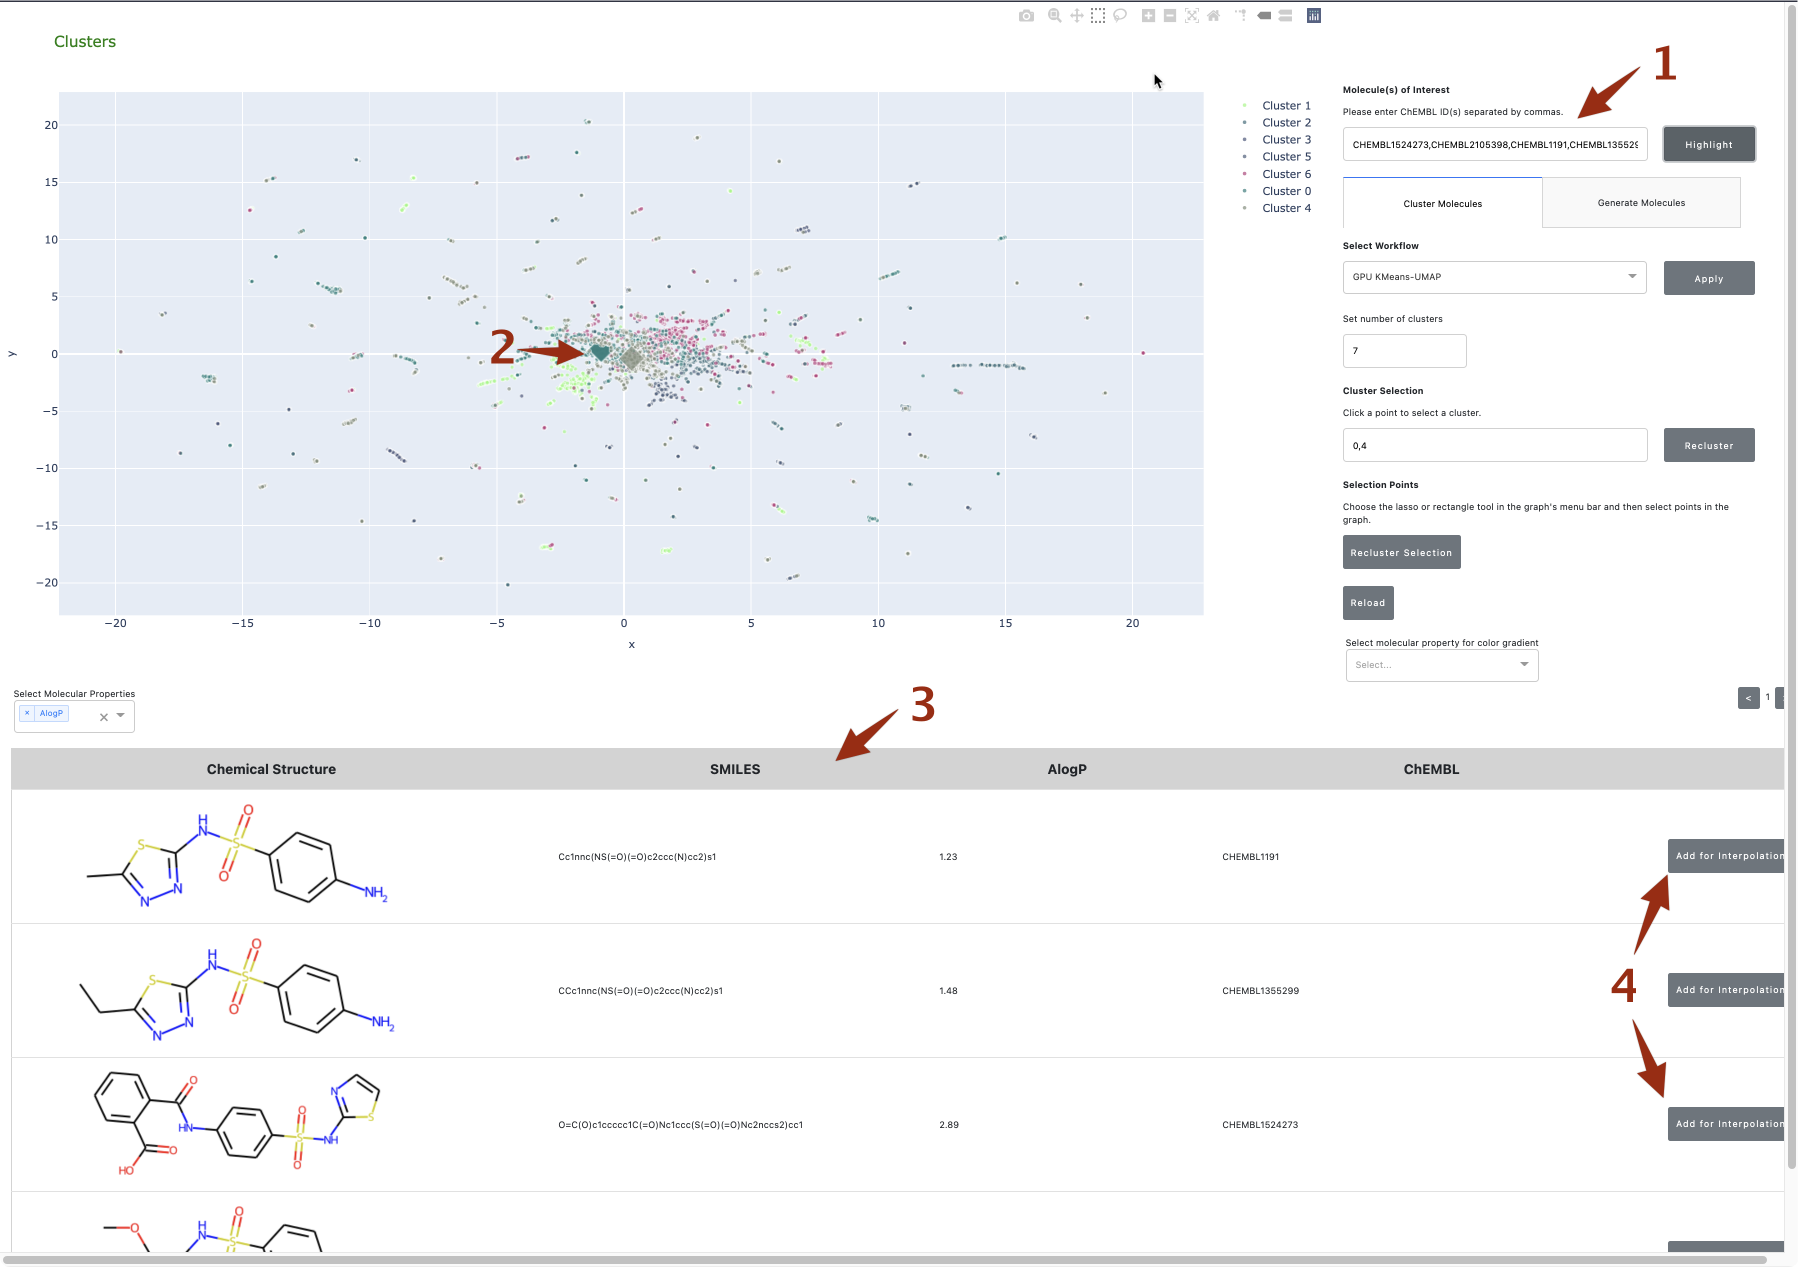 Clusters
1
Molecule(s) of Interest
Please enter ChEMBL ID(s) separated by commas.
CHEMBL1524273,CHEMBL2105398,CHEMBL1191,CHEMBL135529
Highlight
Cluster 1
Cluster 2
Cluster 3
Cluster 5
Cluster 6
Cluster 0
Cluster 4
Cluster Molecules
Generate Molecules
Select Workflow
GPU KMeans-UMAP
Apply
Set number of clusters
7
Cluster Selection
Click a point to select a cluster.
0,4
Recluster
Selection Points
Choose the lasso or rectangle tool in the graph's menu bar and then select points in the
graph.
Recluster Selection
Reload
Select molecular property for color gradient
Select...
20
15
10
5
0
−5
−10
−15
−20
y
2
−20
−15
−10
−5
0
5
10
15
20
x
Select Molecular Properties
× AlogP
<
1
3
Chemical Structure
SMILES
AlogP
ChEMBL
H
N
O
S
S
O
N
N
NH2
Cc1nnc(NS(=O)(=O)c2ccc(N)cc2)s1
1.23
CHEMBL1191
Add for Interpolation
4
H
N
O
S
S
O
N
N
NH2
CCc1nnc(NS(=O)(=O)c2ccc(N)cc2)s1
1.48
CHEMBL1355299
Add for Interpolation
O
HN
HO
O
O
S
O
NH
N
S
O=C(O)c1ccccc1C(=O)Nc1ccc(S(=O)(=O)Nc2nccs2)cc1
2.89
CHEMBL1524273
Add for Interpolation
O
H
N
O
S